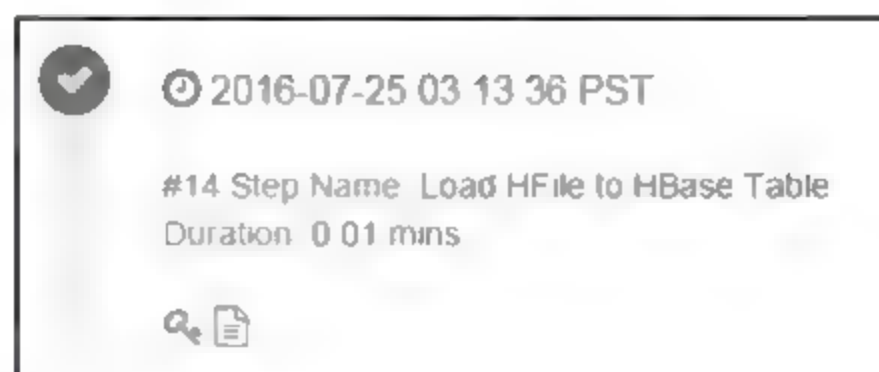 2016-07-25 03 13 36 PST
#14 Step Name Load HFile to HBase Table
Duration 0 01 mins